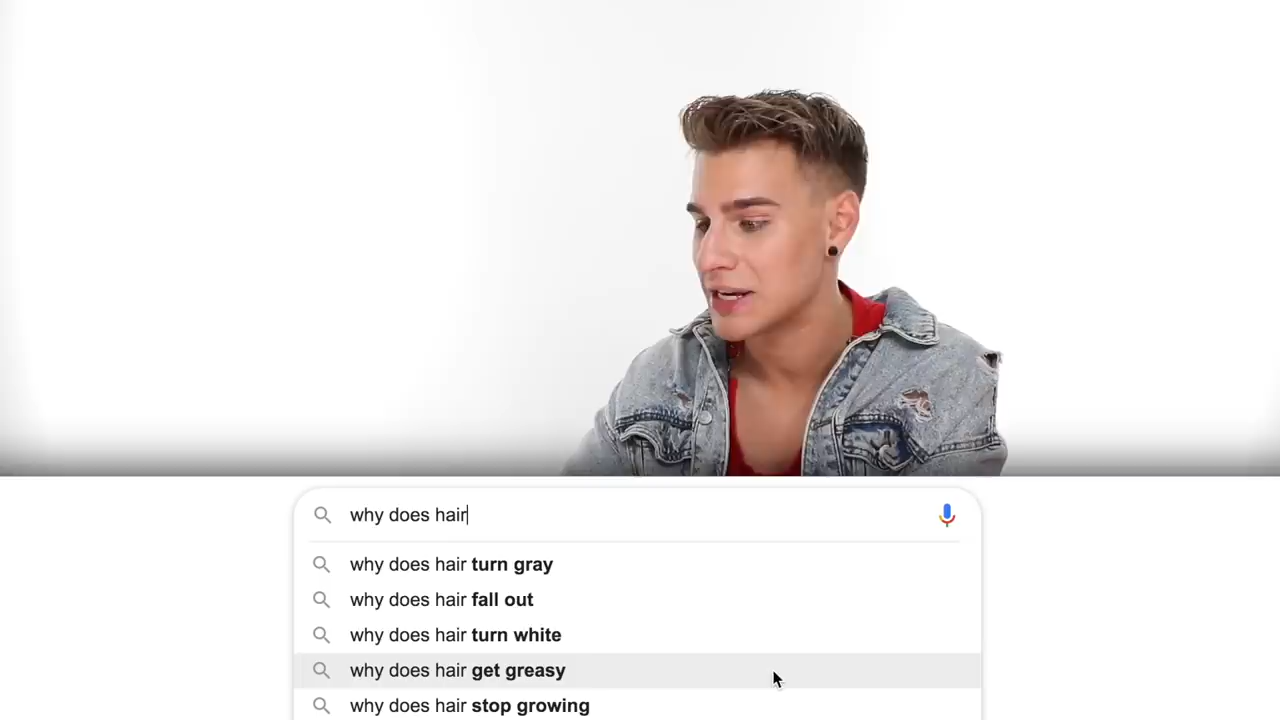 why does hair
why does hair turn gray
why does hair fall out
why does hair turn white
why does hair get greasy
why does hair stop growing